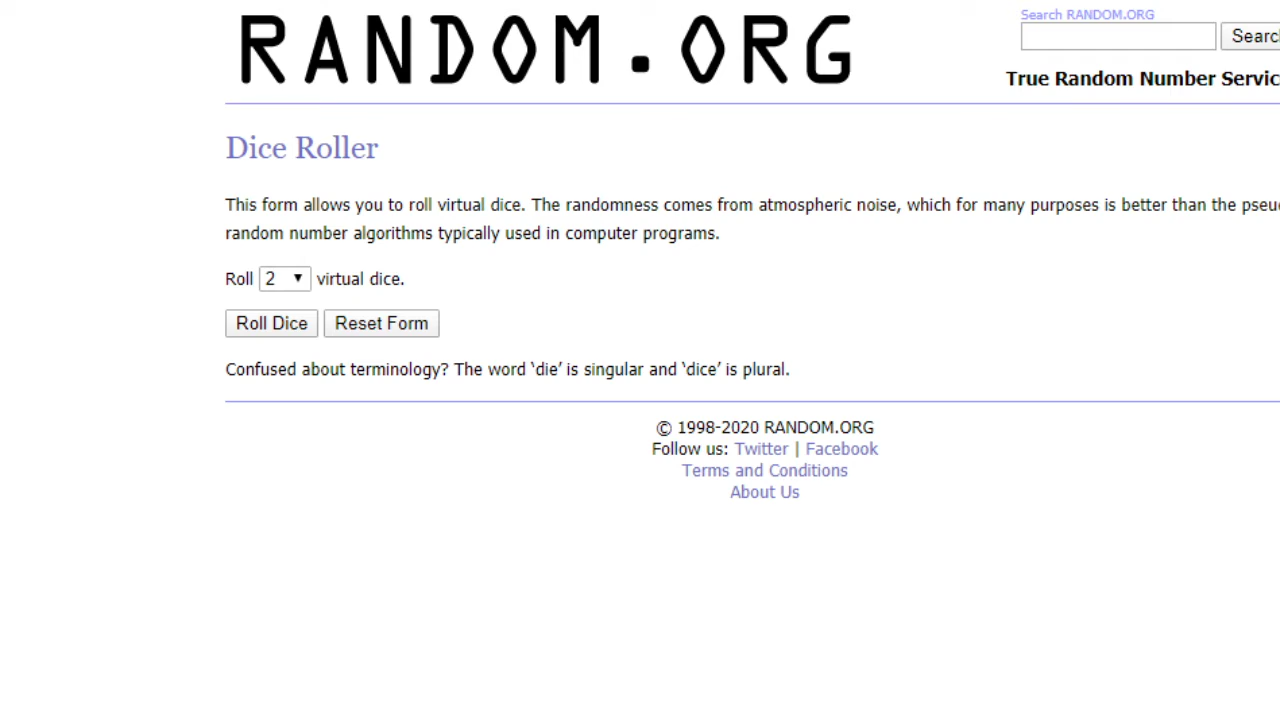 RANDOM.ORG
Search RANDOM.ORG
Searc
True Random Number Servic
Dice Roller
This form allows you to roll virtual dice. The randomness comes from atmospheric noise, which for many purposes is better than the pseu
random number algorithms typically used in computer programs.
Roll 2 virtual dice.
Roll Dice Reset Form
Confused about terminology? The word ‘die’ is singular and ‘dice’ is plural.
© 1998-2020 RANDOM.ORG
Follow us: Twitter | Facebook
Terms and Conditions
About Us